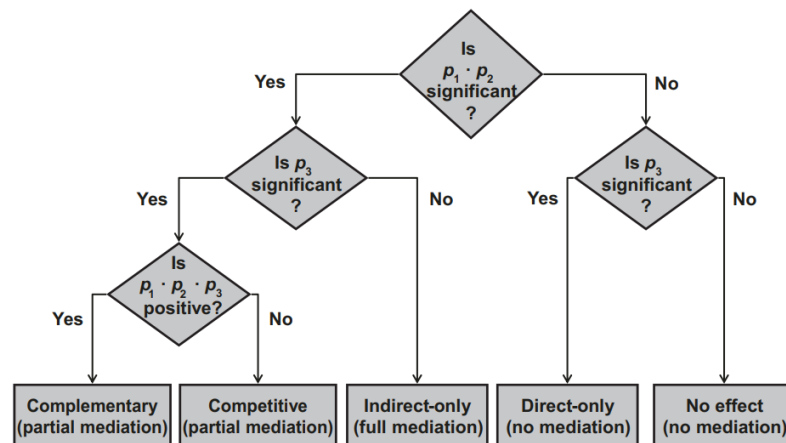 Is
p₁ · p₂
significant
?
Yes
No
Is p₃
significant
?
Is p₃
significant
?
Yes
No
Yes
No
Is
p₁ · p₂ · p₃
positive?
Yes
No
Complementary
(partial mediation)
Competitive
(partial mediation)
Indirect-only
(full mediation)
Direct-only
(no mediation)
No effect
(no mediation)